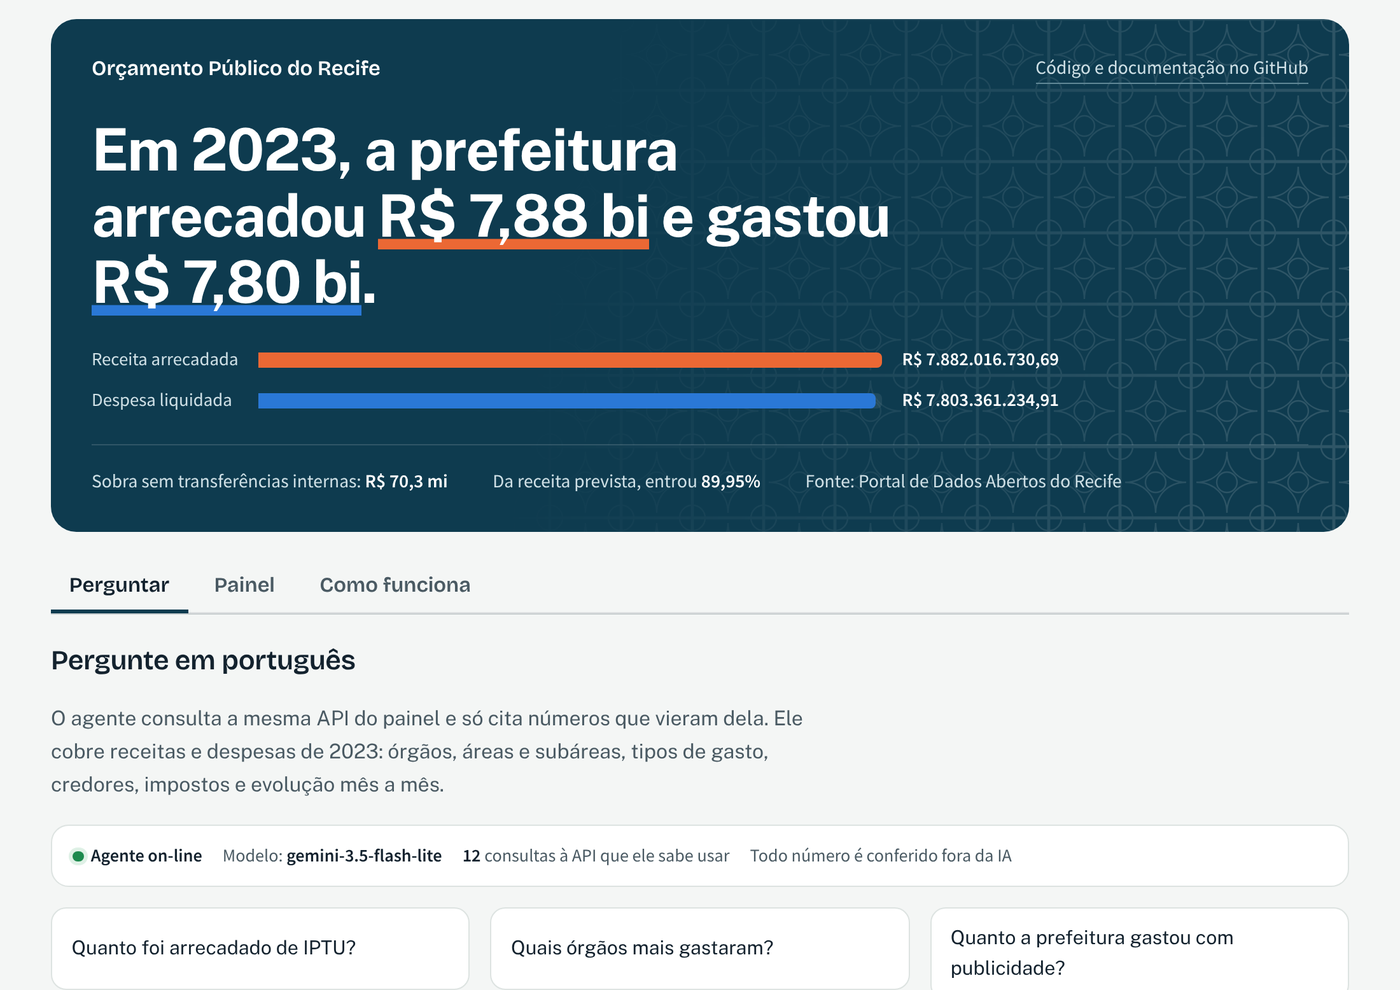 Orçamento Público do Recife
Código e documentação no GitHub
Em 2023, a prefeitura
arrecadou R$ 7,88 bi e gastou
R$ 7,80 bi.
Receita arrecadada R$ 7.882.016.730,69
Despesa liquidada R$ 7.803.361.234,91
Sobra sem transferências internas: R$ 70,3 mi Da receita prevista, entrou 89,95% Fonte: Portal de Dados Abertos do Recife
Perguntar Painel Como funciona
Pergunte em português
O agente consulta a mesma API do painel e só cita números que vieram dela. Ele
cobre receitas e despesas de 2023: órgãos, áreas e subáreas, tipos de gasto,
credores, impostos e evolução mês a mês.
Agente on-line Modelo: gemini-3.5-flash-lite 12 consultas à API que ele sabe usar Todo número é conferido fora da IA
Quanto foi arrecadado de IPTU?
Quais órgãos mais gastaram?
Quanto a prefeitura gastou com
publicidade?